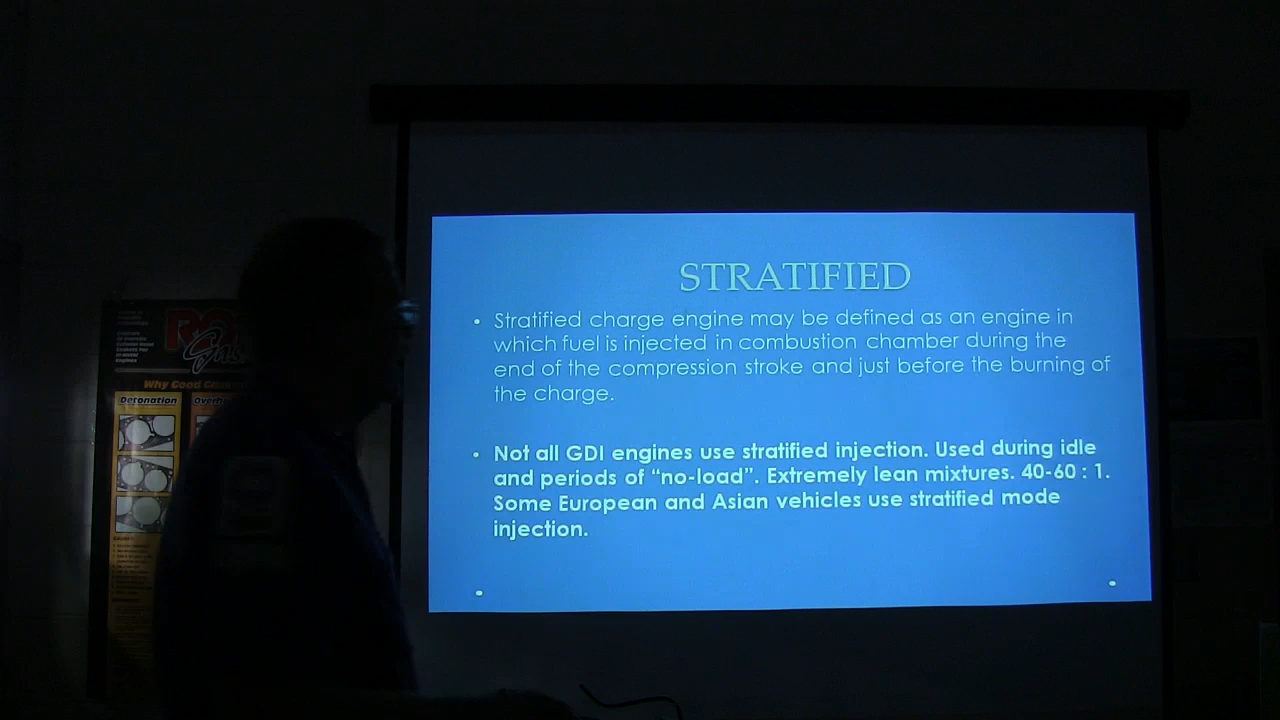 STRATIFIED
• Stratified charge engine may be defined as an engine in
which fuel is injected in combustion chamber during the
end of the compression stroke and just before the burning of
the charge.
• Not all GDI engines use stratified injection. Used during idle
and periods of “no-load”. Extremely lean mixtures. 40-60 : 1.
Some European and Asian vehicles use stratified mode
injection.
Why Good
Detonation